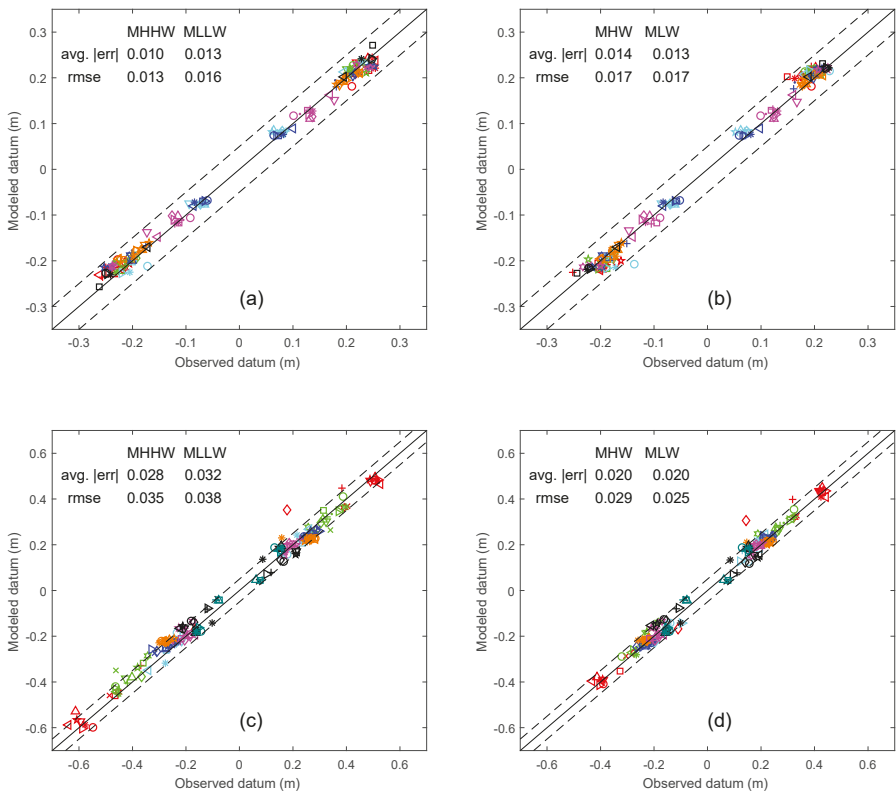 MHHW MLLW
avg. |err| 0.010 0.013
rmse 0.013 0.016
0.3
0.2
0.1
0
-0.1
-0.2
-0.3
Modeled datum (m)
(a)
-0.3 -0.2 -0.1 0 0.1 0.2 0.3
Observed datum (m)
MHW MLW
avg. |err| 0.014 0.013
rmse 0.017 0.017
0.3
0.2
0.1
0
-0.1
-0.2
-0.3
Modeled datum (m)
(b)
-0.3 -0.2 -0.1 0 0.1 0.2 0.3
Observed datum (m)
MHHW MLLW
avg. |err| 0.028 0.032
rmse 0.035 0.038
0.6
0.4
0.2
0
-0.2
-0.4
-0.6
Modeled datum (m)
(c)
-0.6 -0.4 -0.2 0 0.2 0.4 0.6
Observed datum (m)
MHW MLW
avg. |err| 0.020 0.020
rmse 0.029 0.025
0.6
0.4
0.2
0
-0.2
-0.4
-0.6
Modeled datum (m)
(d)
-0.6 -0.4 -0.2 0 0.2 0.4 0.6
Observed datum (m)